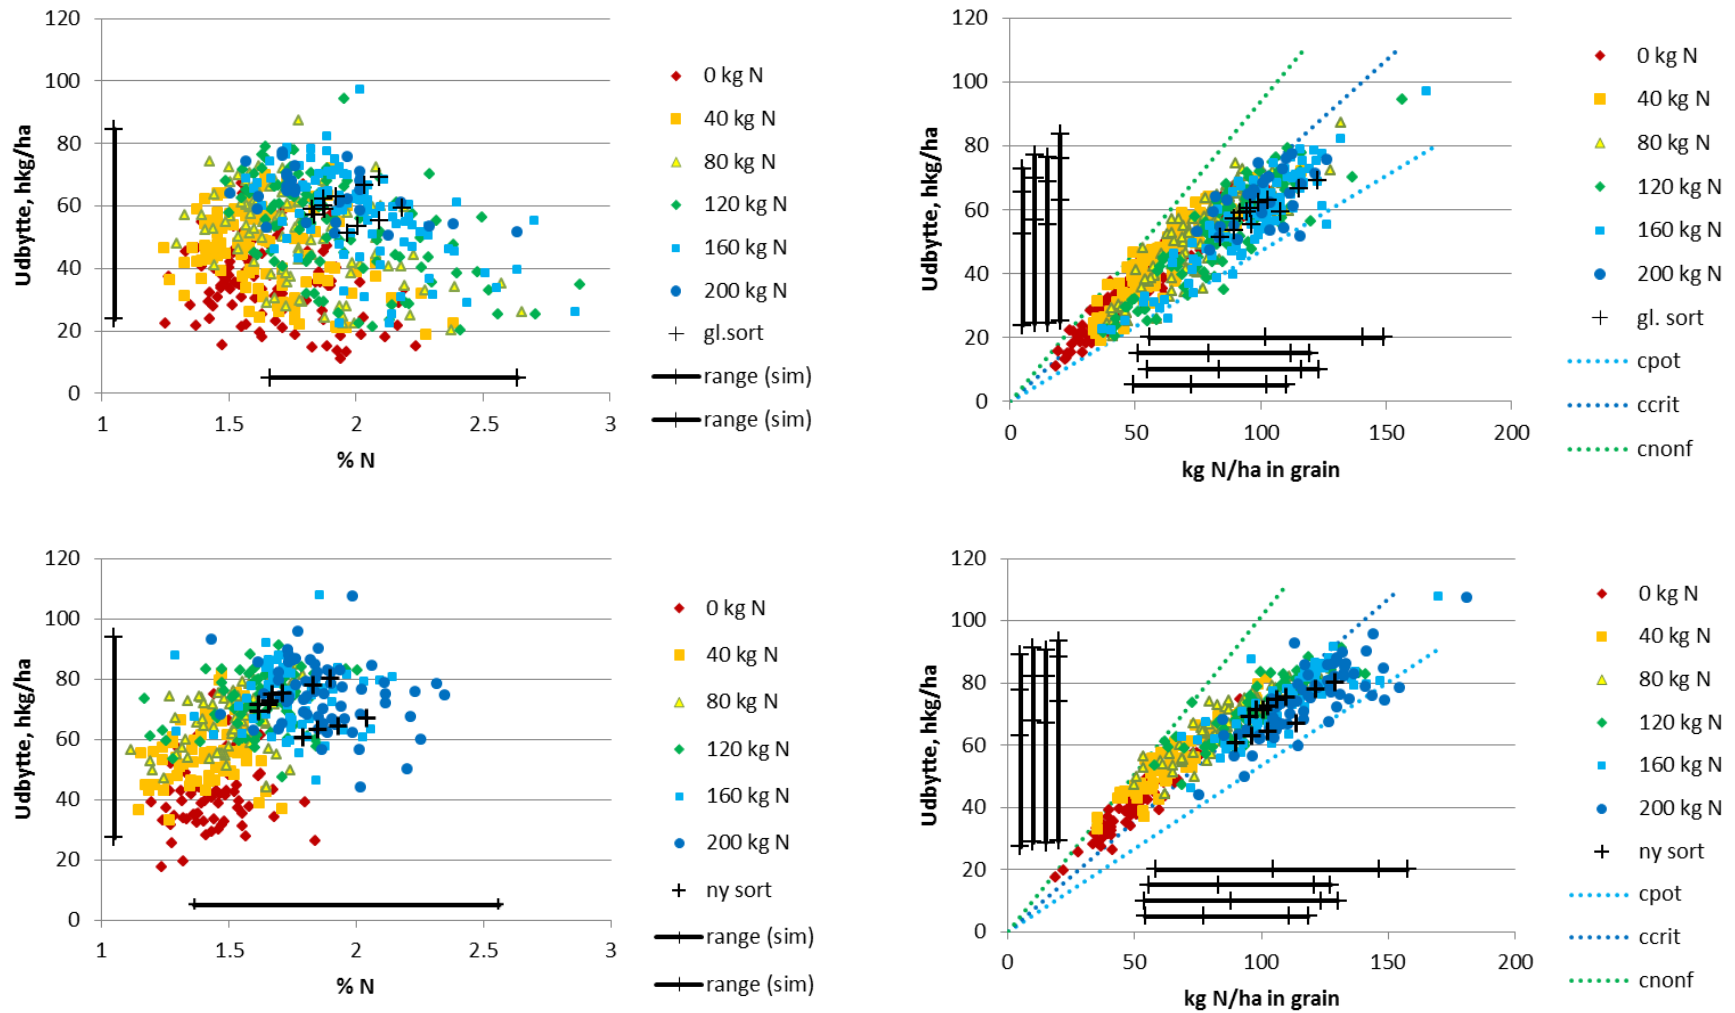 120
100
80
60
40
20
0
Udbytte, hkg/ha
1
1.5
2
2.5
3
% N
0 kg N
40 kg N
80 kg N
120 kg N
160 kg N
200 kg N
gl.sort
range (sim)
range (sim)
120
100
80
60
40
20
0
Udbytte, hkg/ha
0
50
100
150
200
kg N/ha in grain
0 kg N
40 kg N
80 kg N
120 kg N
160 kg N
200 kg N
gl. sort
cpot
ccrit
cnonf
120
100
80
60
40
20
0
Udbytte, hkg/ha
1
1.5
2
2.5
3
% N
0 kg N
40 kg N
80 kg N
120 kg N
160 kg N
200 kg N
ny sort
range (sim)
range (sim)
120
100
80
60
40
20
0
Udbytte, hkg/ha
0
50
100
150
200
kg N/ha in grain
0 kg N
40 kg N
80 kg N
120 kg N
160 kg N
200 kg N
ny sort
cpot
ccrit
cnonf